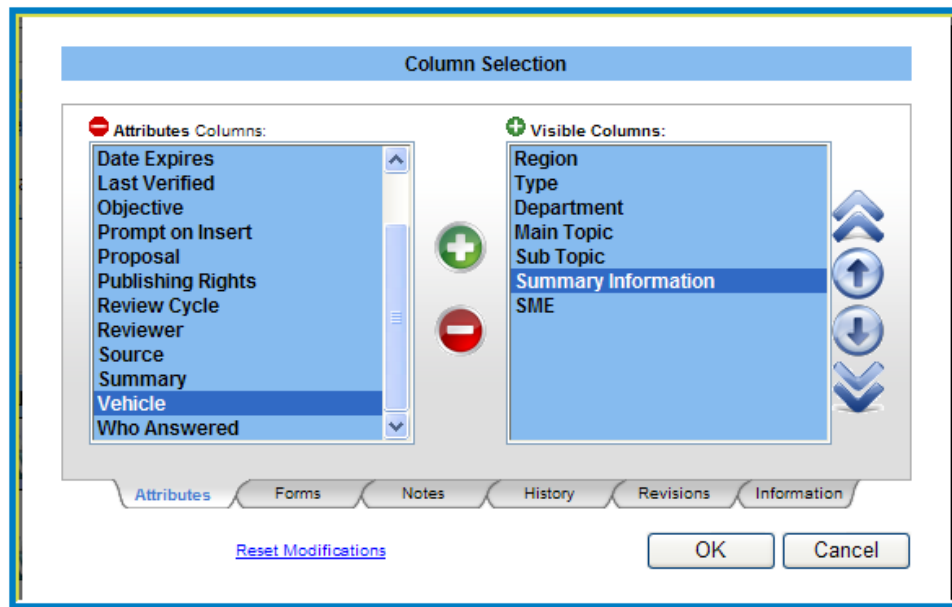 Column Selection
Attributes Columns:
Date Expires
Last Verified
Objective
Prompt on Insert
Proposal
Publishing Rights
Review Cycle
Reviewer
Source
Summary
Vehicle
Who Answered
Visible Columns:
Region
Type
Department
Main Topic
Sub Topic
Summary Information
SME
Attributes Forms Notes History Revisions Information
Reset Modifications OK Cancel